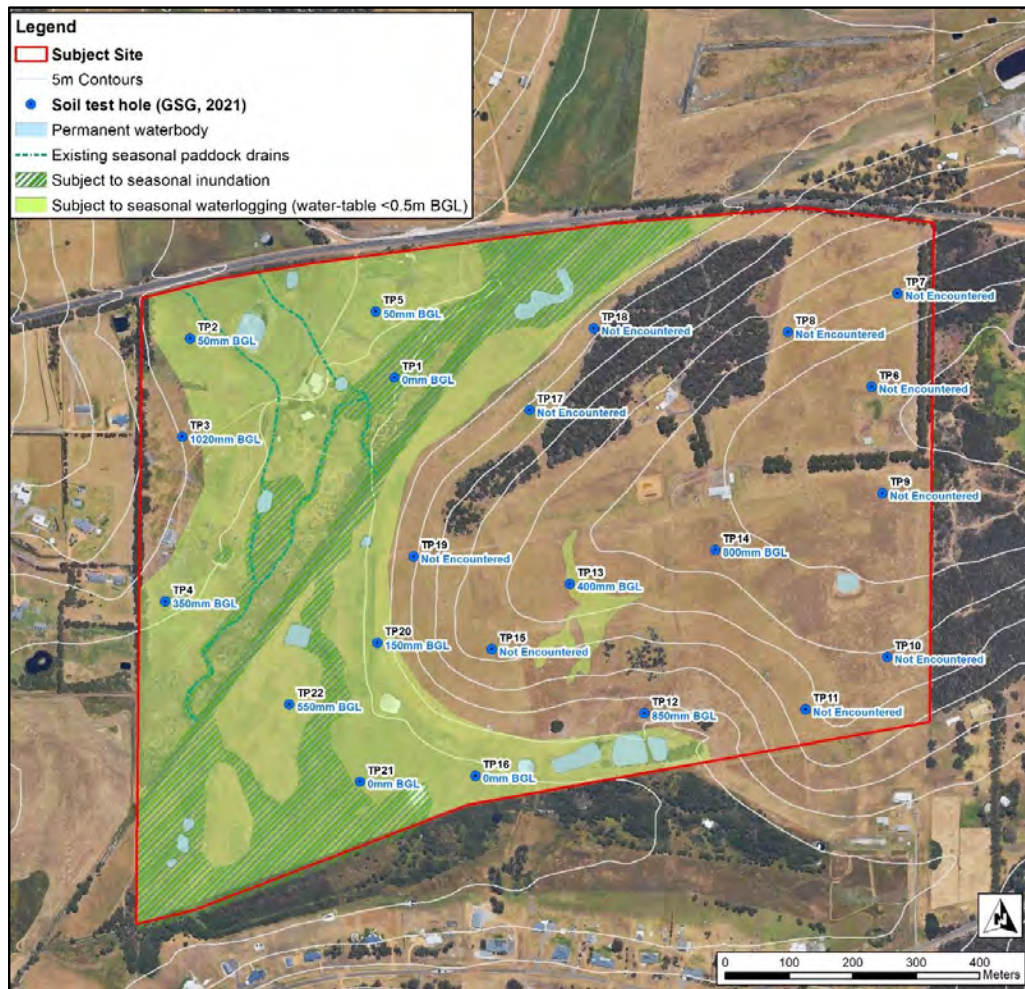 Legend
Subject Site
5m Contours
Soil test hole (GSG, 2021)
Permanent waterbody
Existing seasonal paddock drains
Subject to seasonal inundation
Subject to seasonal waterlogging (water-table <0.5m BGL)
TP7
Not Encountered
TP5
50mm BGL
TP18
Not Encountered
TP8
Not Encountered
TP2
50mm BGL
TP1
0mm BGL
TP6
Not Encountered
TP17
Not Encountered
TP3
1020mm BGL
TP9
Not Encountered
TP19
Not Encountered
TP14
800mm BGL
TP13
400mm BGL
TP4
350mm BGL
TP20
150mm BGL
TP15
Not Encountered
TP10
Not Encountered
TP22
550mm BGL
TP12
850mm BGL
TP11
Not Encountered
TP21
0mm BGL
TP16
0mm BGL
N
0 100 200 300 400
Meters